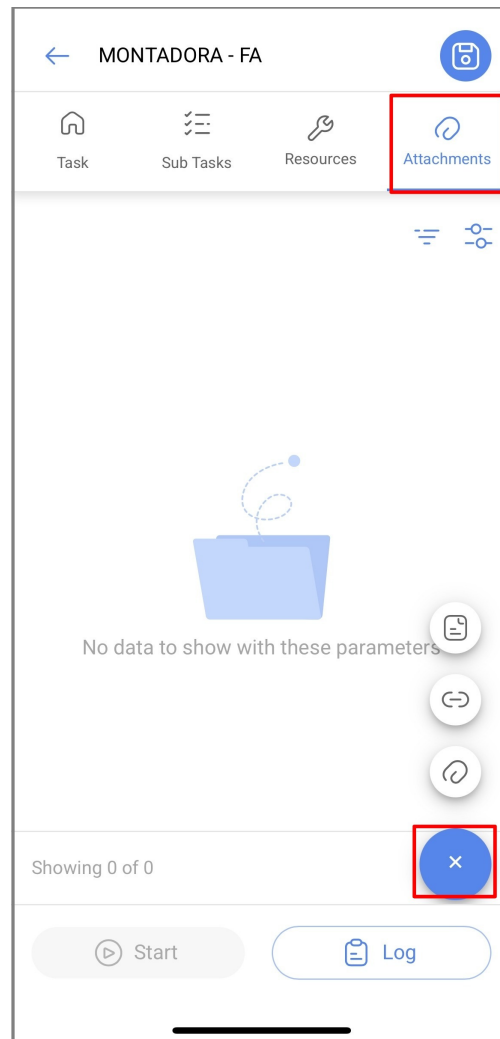 MONTADORA - FA
Task
Sub Tasks
Resources
Attachments
No data to show with these parameters
Showing 0 of 0
Start
Log